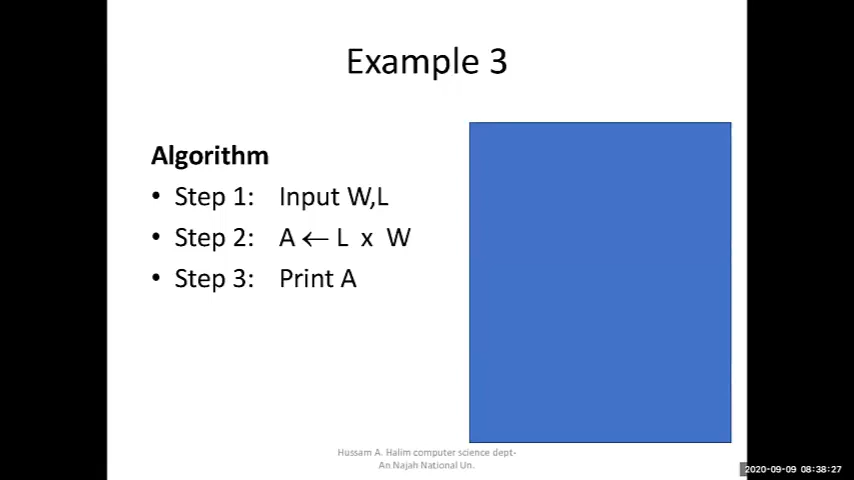 Example 3
Algorithm
• Step 1: Input W,L
• Step 2: A ← L x W
• Step 3: Print A
Hussam A. Halim computer science dept-
An Najah National Un.
2020-09-09 08:38:27